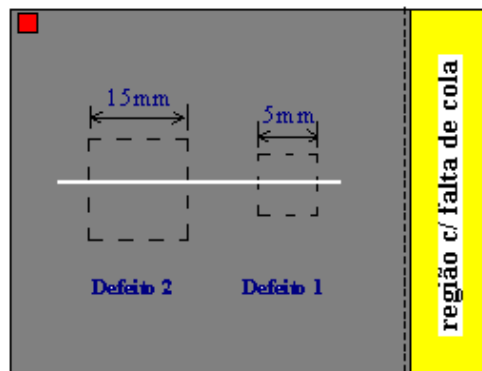 15mm
5mm
Defeito 2
Defeito 1
região c/ falta de cola